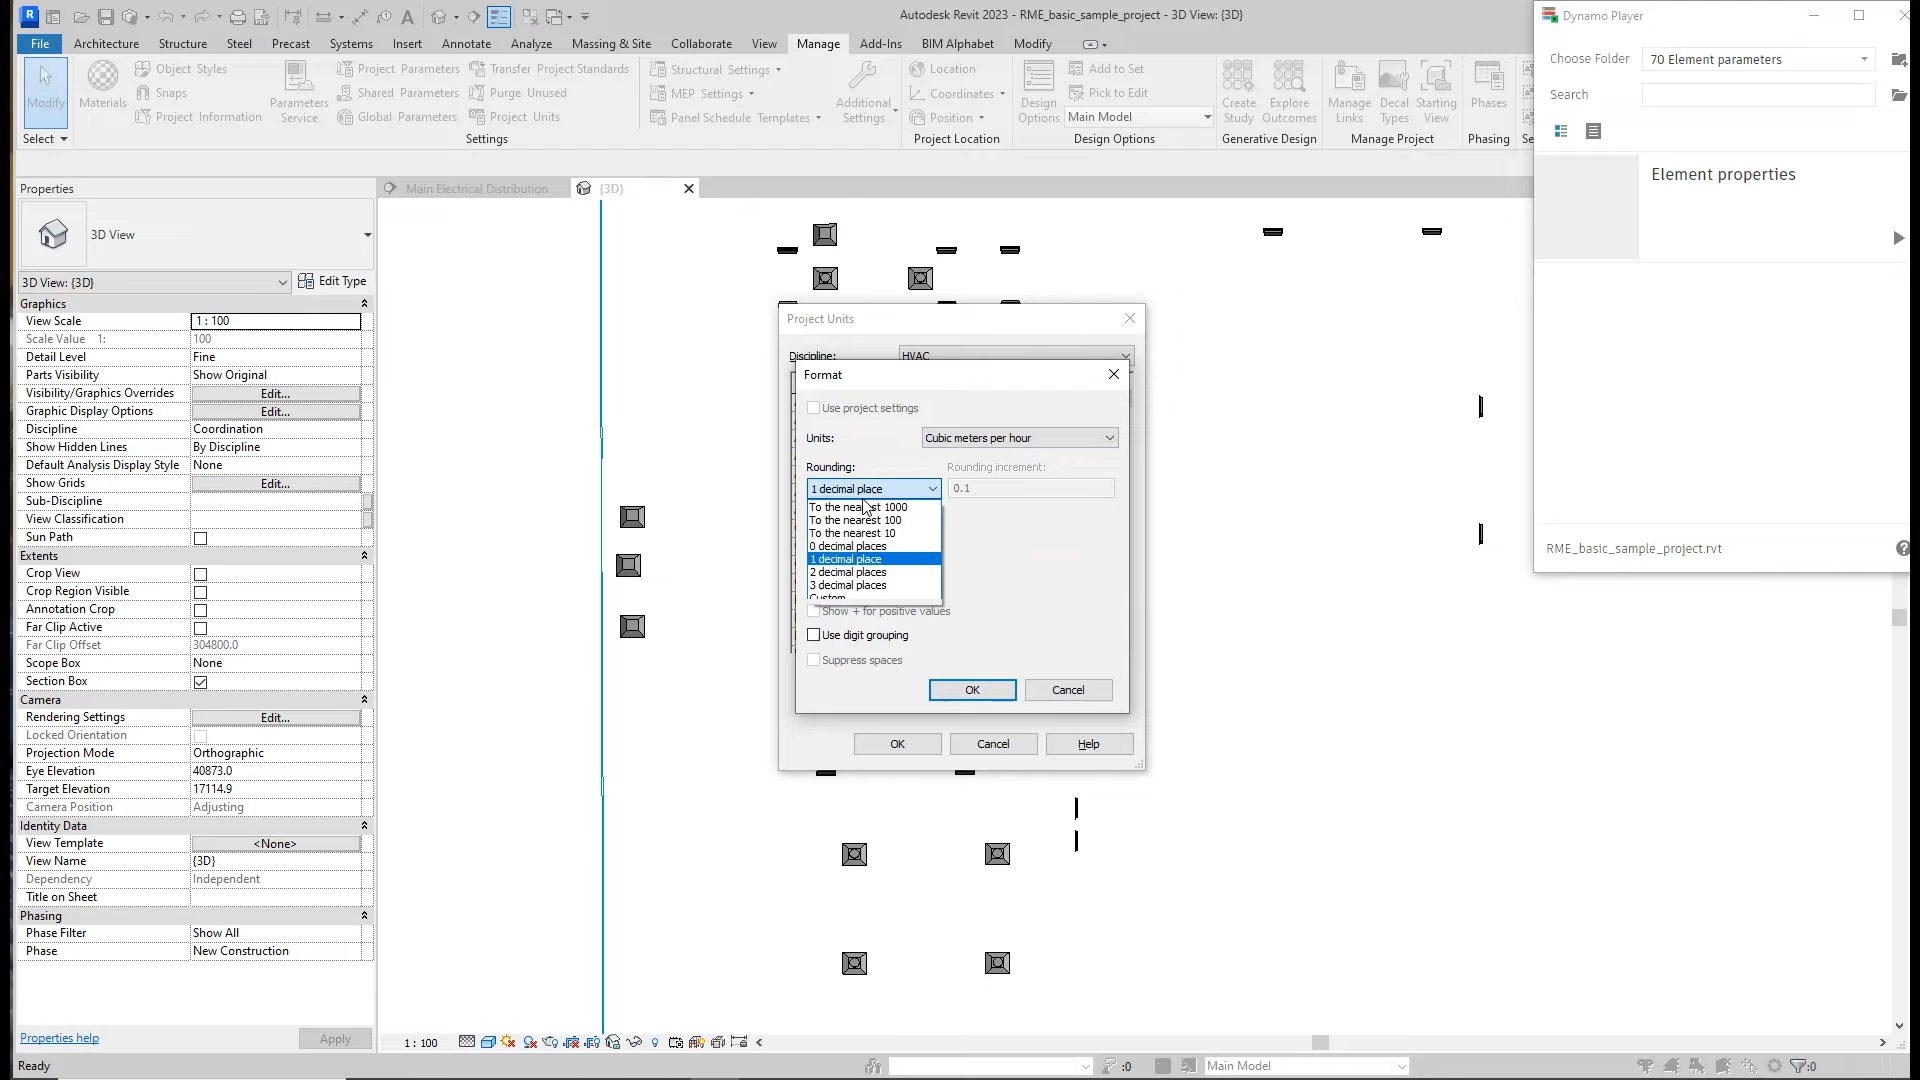 Autodesk Revit 2023 - RME_basic_sample_project - 3D View: {3D}
File Architecture Structure Steel Precast Systems Insert Annotate Analyze Massing & Site Collaborate View Manage Add-Ins BIM Alphabet Modify
Modify
Select
Materials
Object Styles
Snaps
Project Information
Parameters
Service
Project Parameters
Shared Parameters
Global Parameters
Transfer Project Standards
Purge Unused
Project Units
Settings
Structural Settings
MEP Settings
Panel Schedule Templates
Additional
Settings
Location
Coordinates
Position
Project Location
Design
Options
Add to Set
Pick to Edit
Main Model
Design Options
Create
Study
Explore
Outcomes
Generative Design
Manage
Links
Decal
Types
Starting
View
Manage Project
Phases
Phasing
Se
Dynamo Player
Choose Folder 70 Element parameters
Search
Element properties
RME_basic_sample_project.rvt
Properties
3D View
3D View: {3D} Edit Type
Graphics
View Scale 1 : 100
Scale Value 1: 100
Detail Level Fine
Parts Visibility Show Original
Visibility/Graphics Overrides Edit...
Graphic Display Options Edit...
Discipline Coordination
Show Hidden Lines By Discipline
Default Analysis Display Style None
Show Grids Edit...
Sub-Discipline
View Classification
Sun Path
Extents
Crop View
Crop Region Visible
Annotation Crop
Far Clip Active
Far Clip Offset 304800.0
Scope Box None
Section Box
Camera
Rendering Settings Edit...
Locked Orientation
Projection Mode Orthographic
Eye Elevation 40873.0
Target Elevation 17114.9
Camera Position Adjusting
Identity Data
View Template <None>
View Name {3D}
Dependency Independent
Title on Sheet
Phasing
Phase Filter Show All
Phase New Construction
Properties help Apply
Main Electrical Distribution {3D}
Project Units
Discipline: HVAC
Format
Use project settings
Units: Cubic meters per hour
Rounding: Rounding increment:
1 decimal place 0.1
To the nearest 1000
To the nearest 100
To the nearest 10
0 decimal places
1 decimal place
2 decimal places
3 decimal places
Custom
Show + for positive values
Use digit grouping
Suppress spaces
OK Cancel
OK Cancel Help
1 : 100
Ready :0 Main Model :0